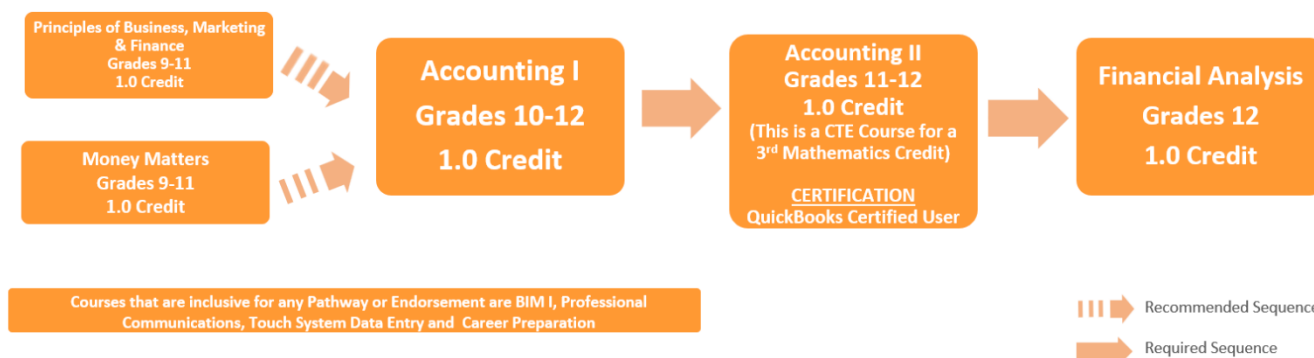 Principles of Business, Marketing
& Finance
Grades 9-11
1.0 Credit
Money Matters
Grades 9-11
1.0 Credit
Accounting I
Grades 10-12
1.0 Credit
Accounting II
Grades 11-12
1.0 Credit
(This is a CTE Course for a
3rd Mathematics Credit)
CERTIFICATION
QuickBooks Certified User
Financial Analysis
Grade 12
1.0 Credit
Courses that are inclusive for any Pathway or Endorsement are BIM I, Professional
Communications, Touch System Data Entry and Career Preparation
Recommended Sequence
Required Sequence